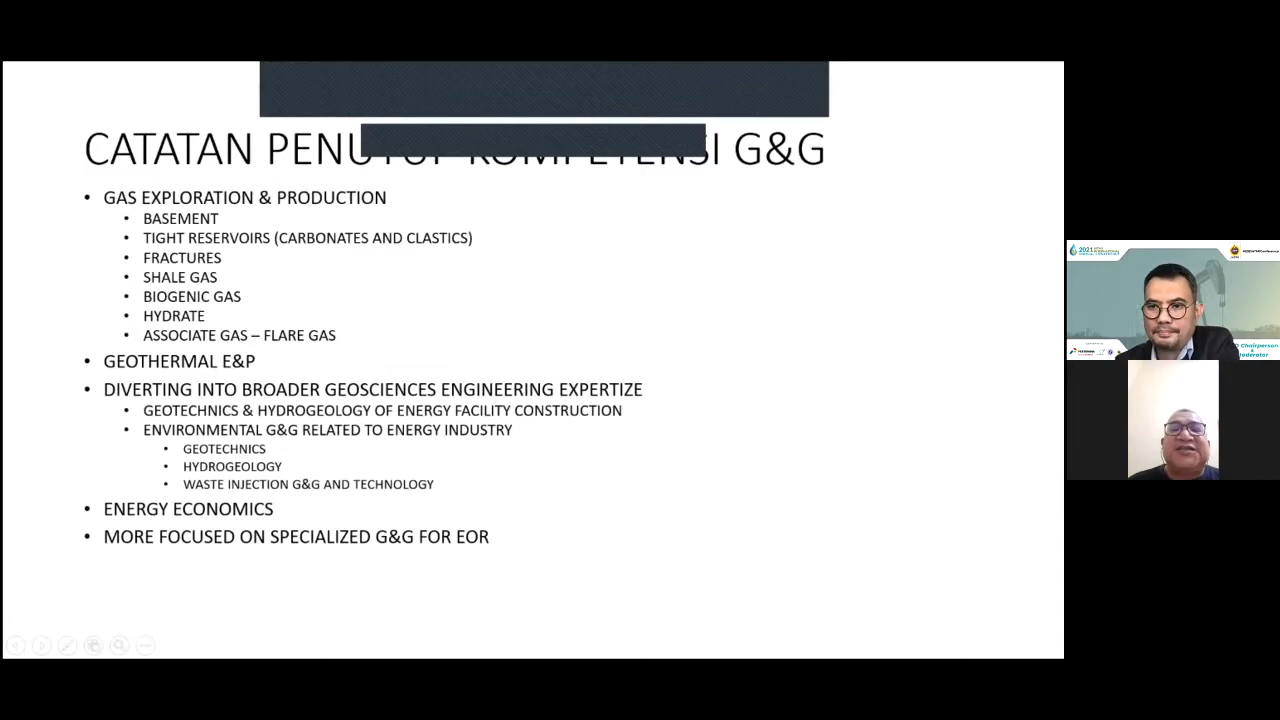 CATATAN PENUTUP KOMPETENSI G&G
• GAS EXPLORATION & PRODUCTION
• BASEMENT
• TIGHT RESERVOIRS (CARBONATES AND CLASTICS)
• FRACTURES
• SHALE GAS
• BIOGENIC GAS
• HYDRATE
• ASSOCIATE GAS – FLARE GAS
• GEOTHERMAL E&P
• DIVERTING INTO BROADER GEOSCIENCES ENGINEERING EXPERTIZE
• GEOTECHNICS & HYDROGEOLOGY OF ENERGY FACILITY CONSTRUCTION
• ENVIRONMENTAL G&G RELATED TO ENERGY INDUSTRY
• GEOTECHNICS
• HYDROGEOLOGY
• WASTE INJECTION G&G AND TECHNOLOGY
• ENERGY ECONOMICS
• MORE FOCUSED ON SPECIALIZED G&G FOR EOR
2021
Chairperson
&